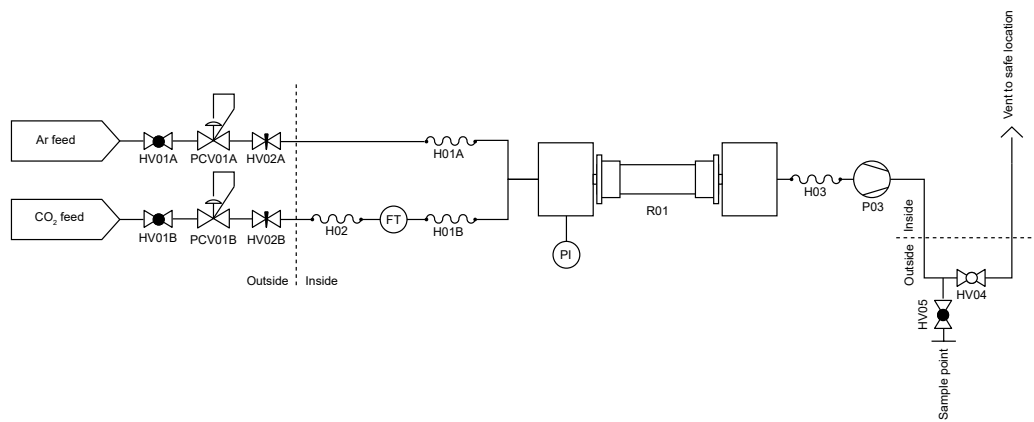 Ar feed
HV01A
PCV01A
HV02A
H01A
CO₂ feed
HV01B
PCV01B
HV02B
H02
FT
H01B
Outside
Inside
PI
R01
H03
P03
Inside
Outside
HV04
HV05
Sample point
Vent to safe location